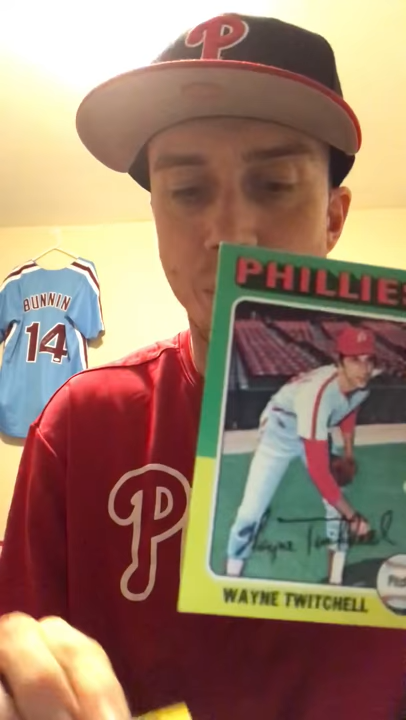 P
PHILLIES
BUNNIN
14
P
Wayne Twitchell
WAYNE TWITCHELL